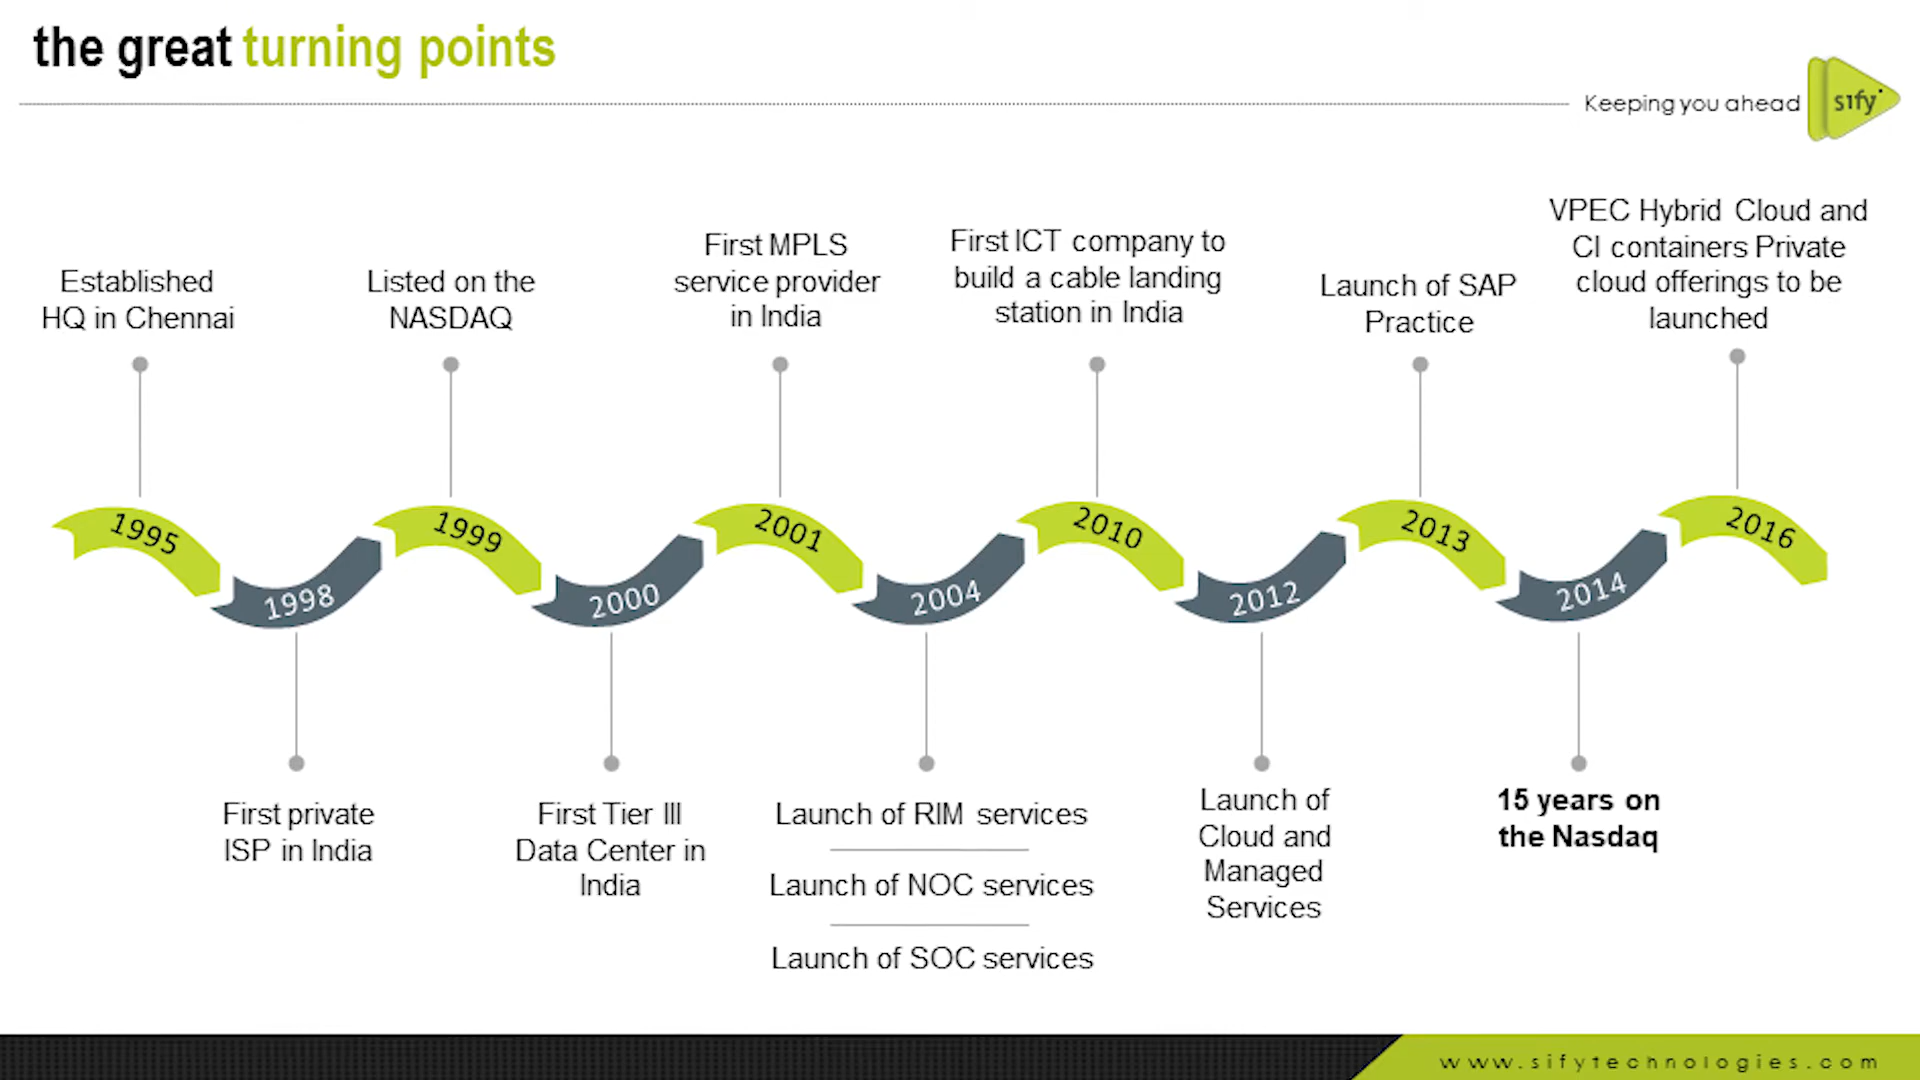 the great turning points
Keeping you ahead
sify
Established
HQ in Chennai
Listed on the
NASDAQ
First MPLS
service provider
in India
First ICT company to
build a cable landing
station in India
Launch of SAP
Practice
VPEC Hybrid Cloud and
CI containers Private
cloud offerings to be
launched
1995
1998
1999
2000
2001
2004
2010
2012
2013
2014
2016
First private
ISP in India
First Tier III
Data Center in
India
Launch of RIM services
Launch of NOC services
Launch of SOC services
Launch of
Cloud and
Managed
Services
15 years on
the Nasdaq
www.sifytechnologies.com